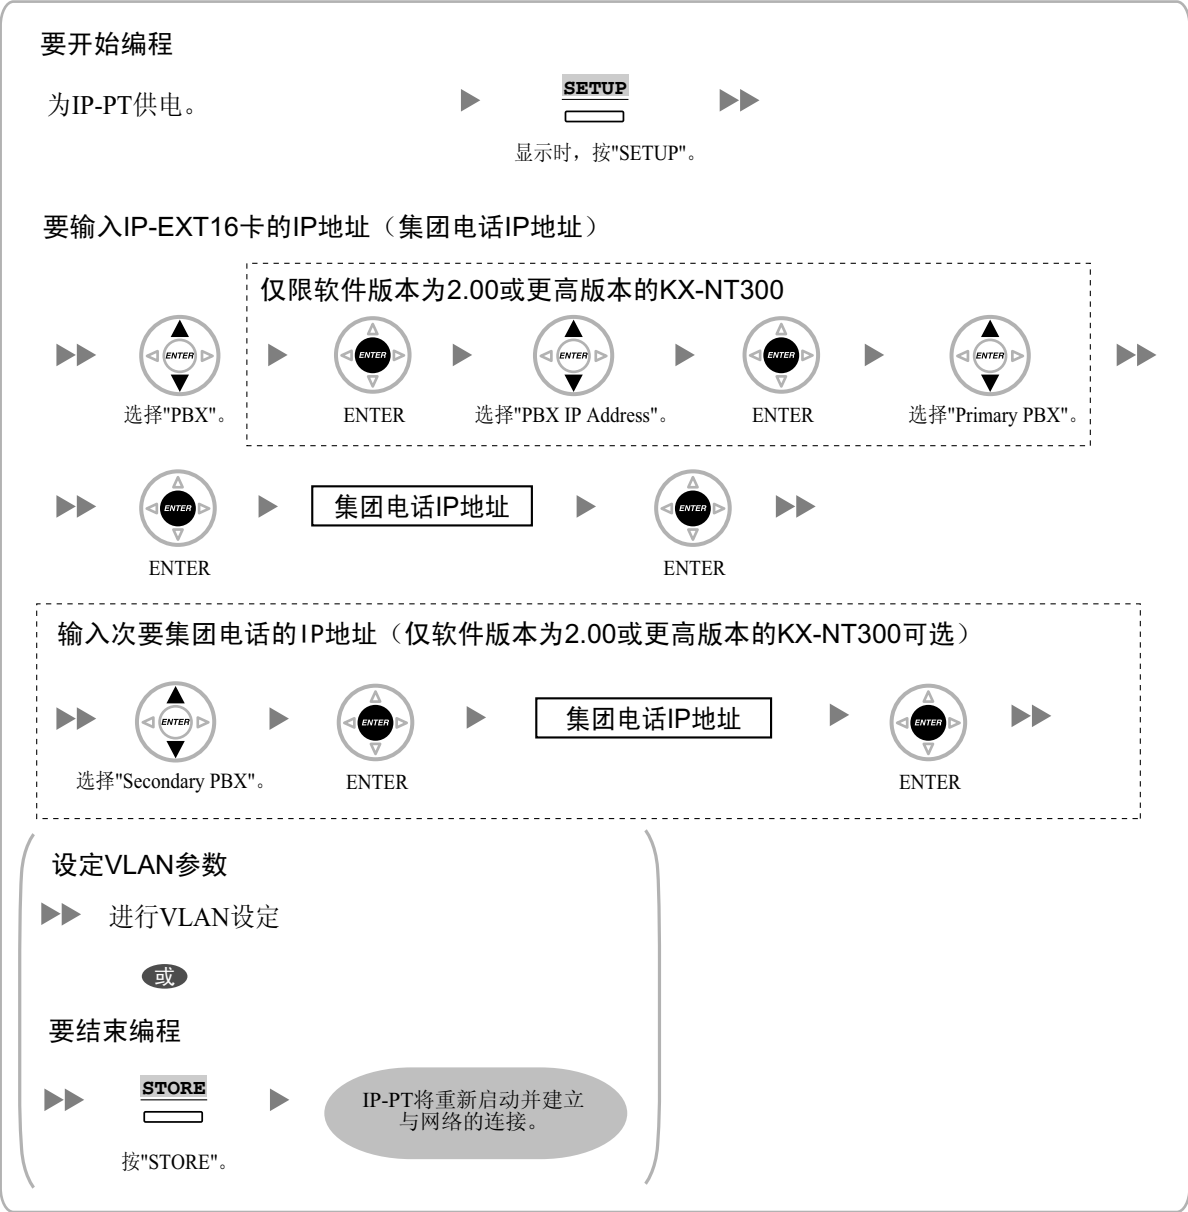 要开始编程
为IP-PT供电。
SETUP
显示时，按"SETUP"。
要输入IP-EXT16卡的IP地址（集团电话IP地址）
仅限软件版本为2.00或更高版本的KX-NT300
ENTER ENTER ENTER ENTER ENTER
选择"PBX"。 ENTER 选择"PBX IP Address"。 ENTER 选择"Primary PBX"。
ENTER 集团电话IP地址 ENTER
ENTER ENTER
输入次要集团电话的IP地址（仅软件版本为2.00或更高版本的KX-NT300可选）
ENTER ENTER 集团电话IP地址 ENTER
选择"Secondary PBX"。 ENTER ENTER
设定VLAN参数
进行VLAN设定
或
要结束编程
STORE
IP-PT将重新启动并建立
与网络的连接。
按"STORE"。